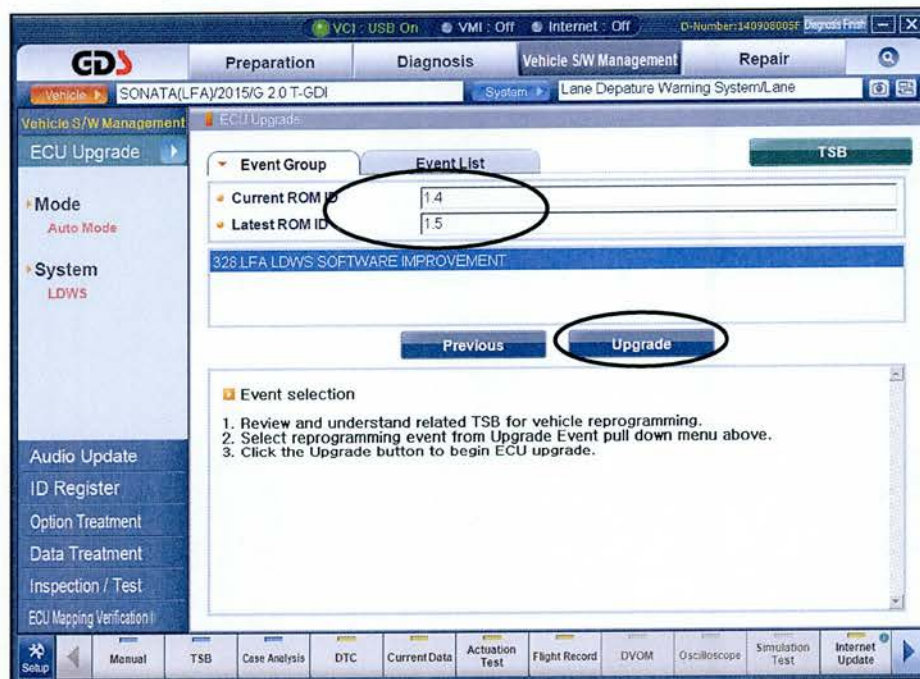 VCI : USB On VMI : Off Internet : Off D-Number:140908005F Diagnosis Finish
GDS Preparation Diagnosis Vehicle S/W Management Repair
Vehicle SONATA(LFA)/2015/G 2.0 T-GDI System Lane Depature Warning System/Lane
Vehicle S/W Management ECU Upgrade
ECU Upgrade
Event Group Event List TSB
Mode
Auto Mode
System
LDWS
Current ROM ID 1.4
Latest ROM ID 1.5
328.LFA LDWS SOFTWARE IMPROVEMENT
Previous Upgrade
Event selection
1. Review and understand related TSB for vehicle reprogramming.
2. Select reprogramming event from Upgrade Event pull down menu above.
3. Click the Upgrade button to begin ECU upgrade.
Audio Update
ID Register
Option Treatment
Data Treatment
Inspection / Test
ECU Mapping Verification
Setup Manual TSB Case Analysis DTC Current Data Actuation Test Flight Record DVOM Oscilloscope Simulation Test Internet Update